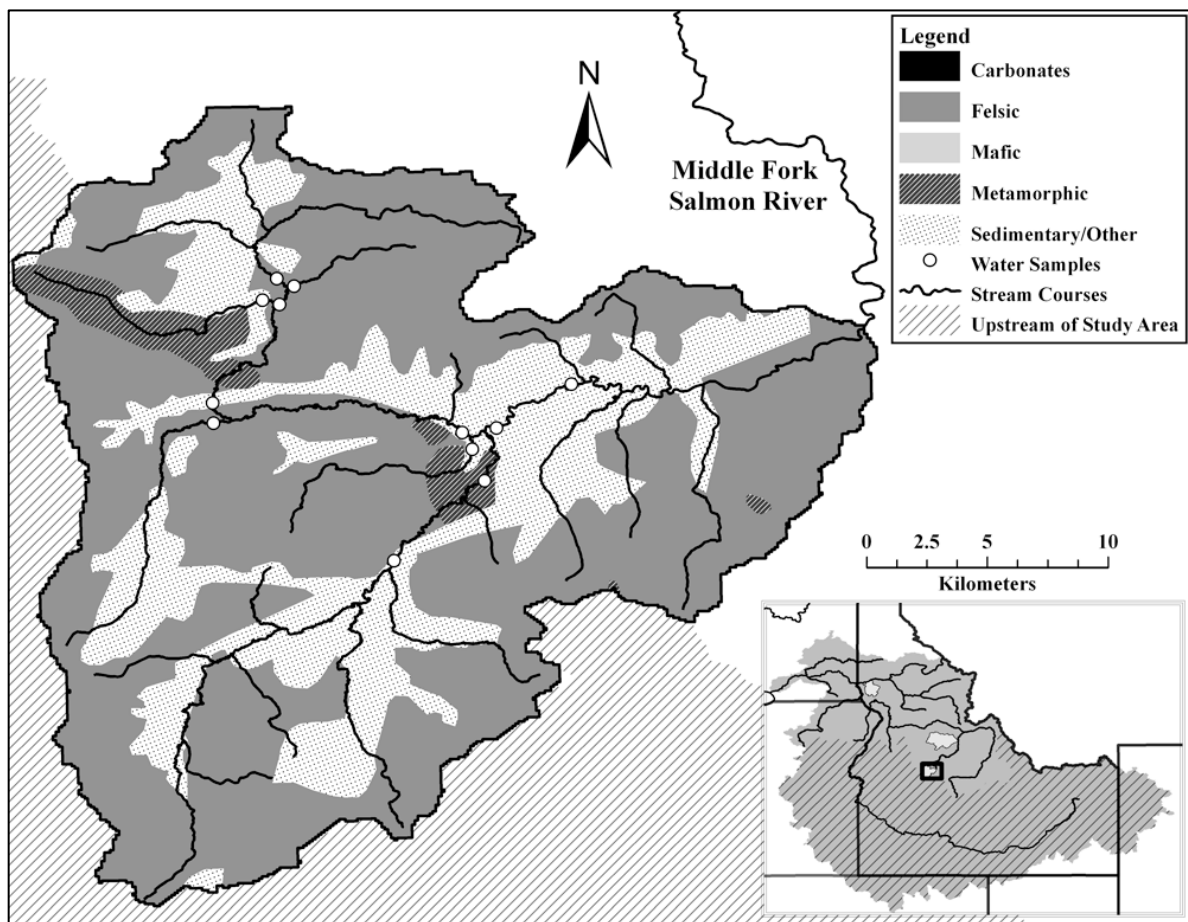 Legend
Carbonates
Felsic
Mafic
Metamorphic
Sedimentary/Other
Water Samples
Stream Courses
Upstream of Study Area
N
Middle Fork
Salmon River
0 2.5 5 10
Kilometers